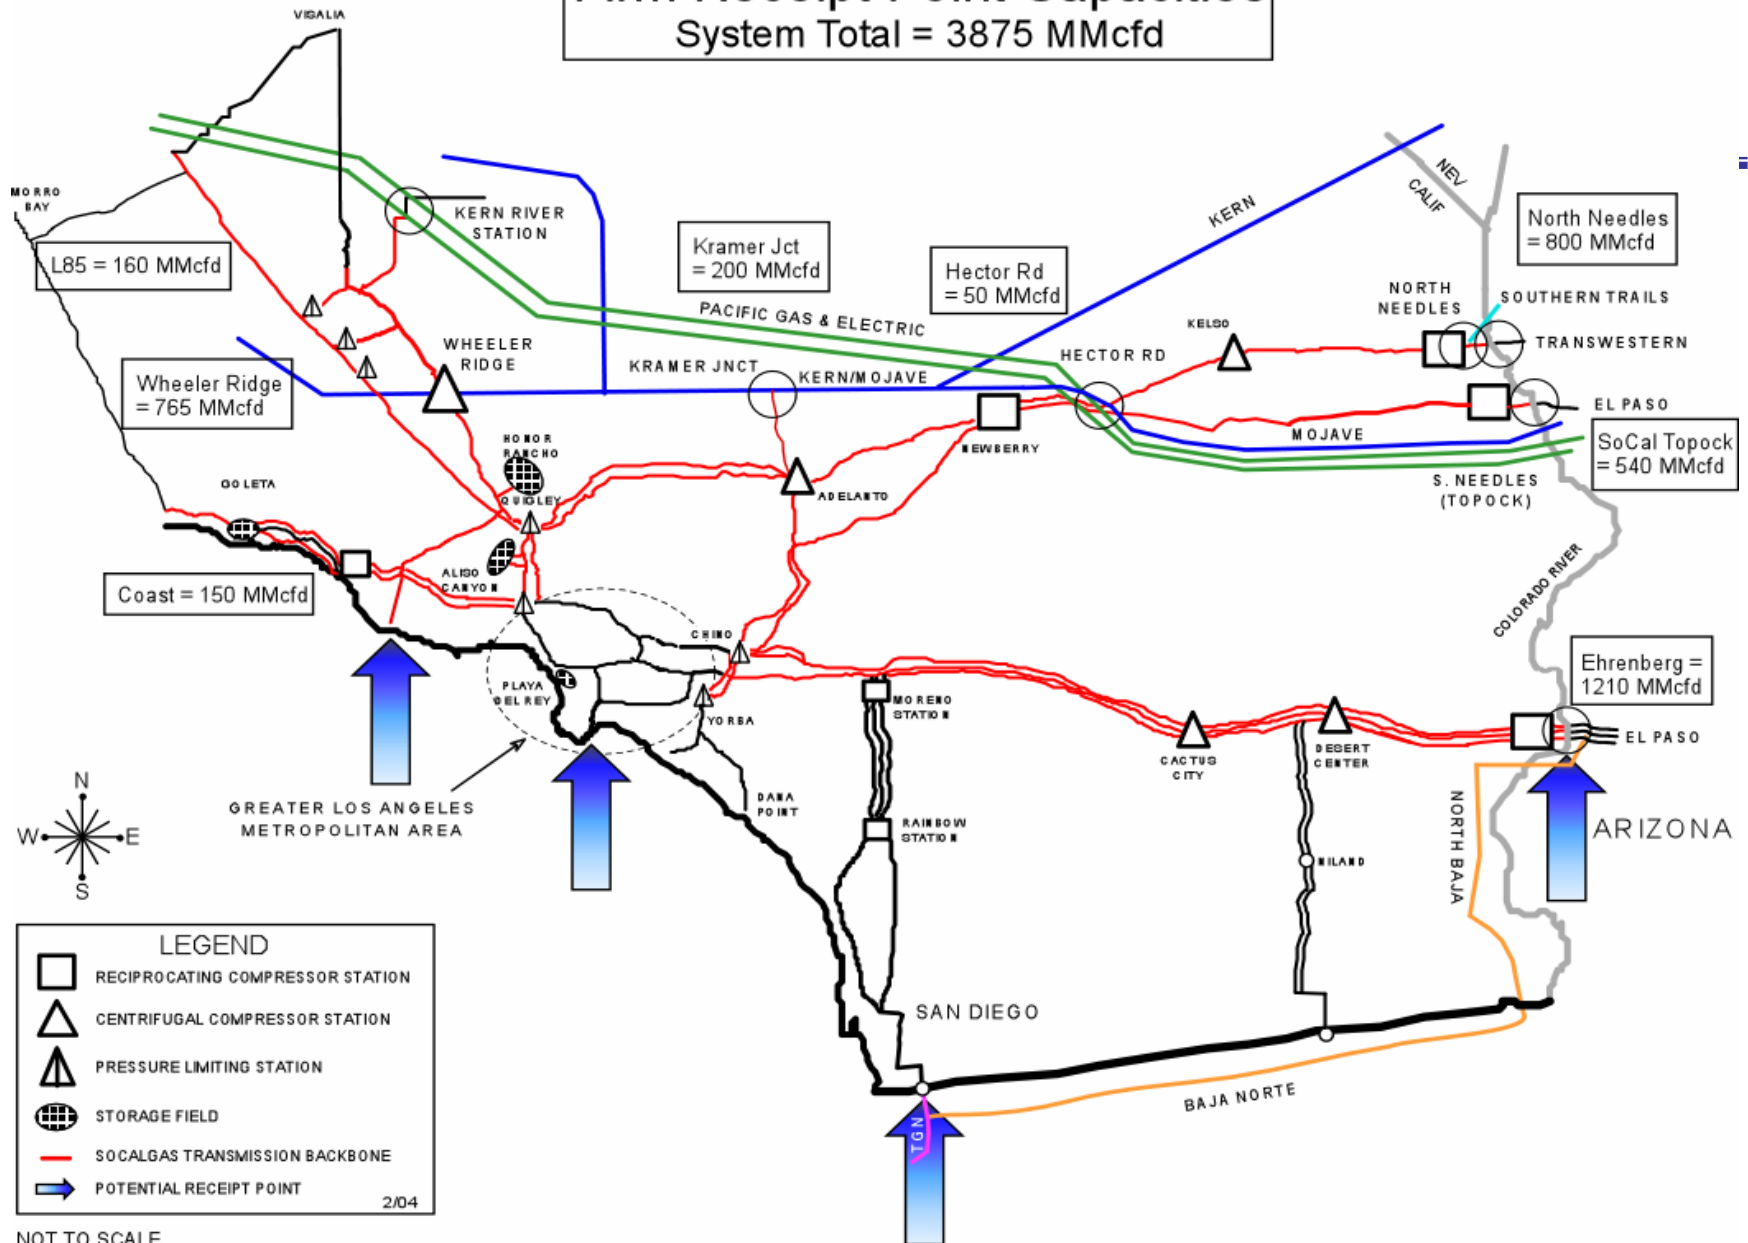 Firm Receipt Point Capacities
System Total = 3875 MMcfd
VISALIA
MORRO
BAY
KERN RIVER
STATION
L85 = 160 MMcfd
Kramer Jct
= 200 MMcfd
Hector Rd
= 50 MMcfd
KERN
NEV
CALIF
North Needles
= 800 MMcfd
NORTH
NEEDLES
SOUTHERN TRAILS
TRANSWESTERN
PACIFIC GAS & ELECTRIC
KELSO
WHEELER
RIDGE
HECTOR RD
KRAMER JNCT
KERN/MOJAVE
Wheeler Ridge
= 765 MMcfd
EL PASO
MOJAVE
NEWBERRY
SoCal Topock
= 540 MMcfd
S. NEEDLES
(TOPOCK)
HONOR
RANCHO
QUIGLEY
ADELANTO
GOLETA
ALISO
CANYON
Coast = 150 MMcfd
COLORADO RIVER
CHINO
Ehrenberg =
1210 MMcfd
PLAYA
DEL REY
YORBA
MORENO
STATION
EL PASO
CACTUS
CITY
DESERT
CENTER
GREATER LOS ANGELES
METROPOLITAN AREA
DANA
POINT
RAINBOW
STATION
NILAND
NORTH BAJA
ARIZONA
N
W
E
S
SAN DIEGO
BAJA NORTE
TGN
LEGEND
RECIPROCATING COMPRESSOR STATION
CENTRIFUGAL COMPRESSOR STATION
PRESSURE LIMITING STATION
STORAGE FIELD
SOCALGAS TRANSMISSION BACKBONE
POTENTIAL RECEIPT POINT
2/04
NOT TO SCALE